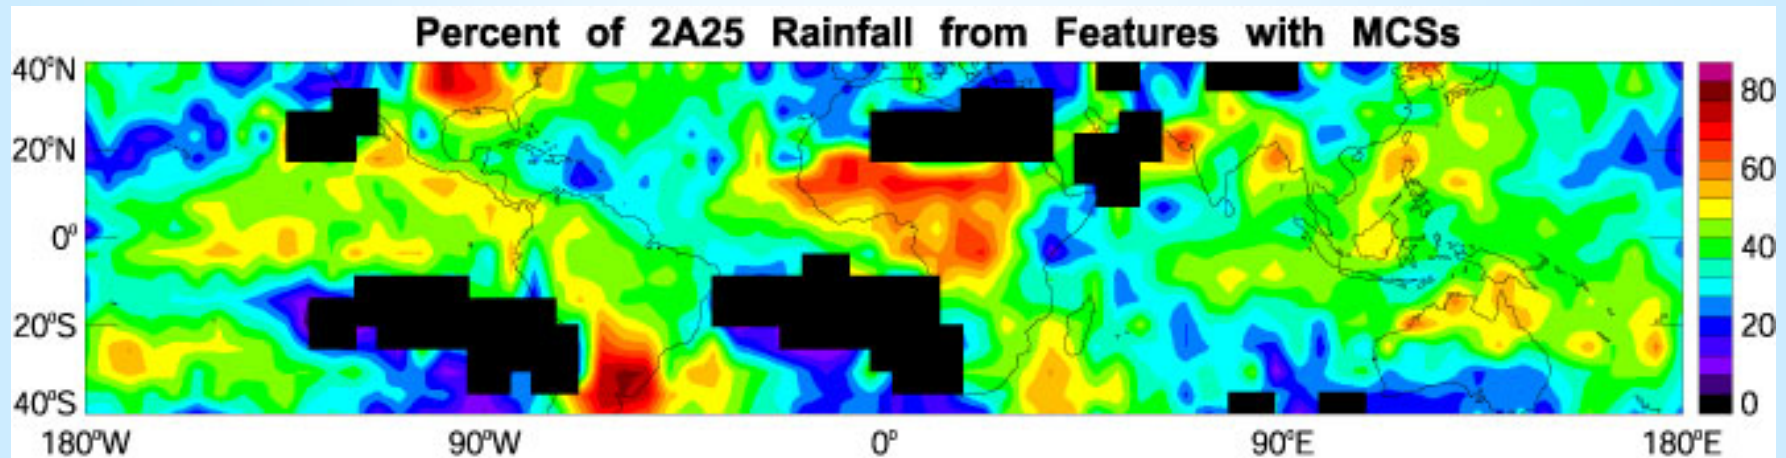 Percent of 2A25 Rainfall from Features with MCSs
40°N
20°N
0°
20°S
40°S
180°W 90°W 0° 90°E 180°E
80
60
40
20
0